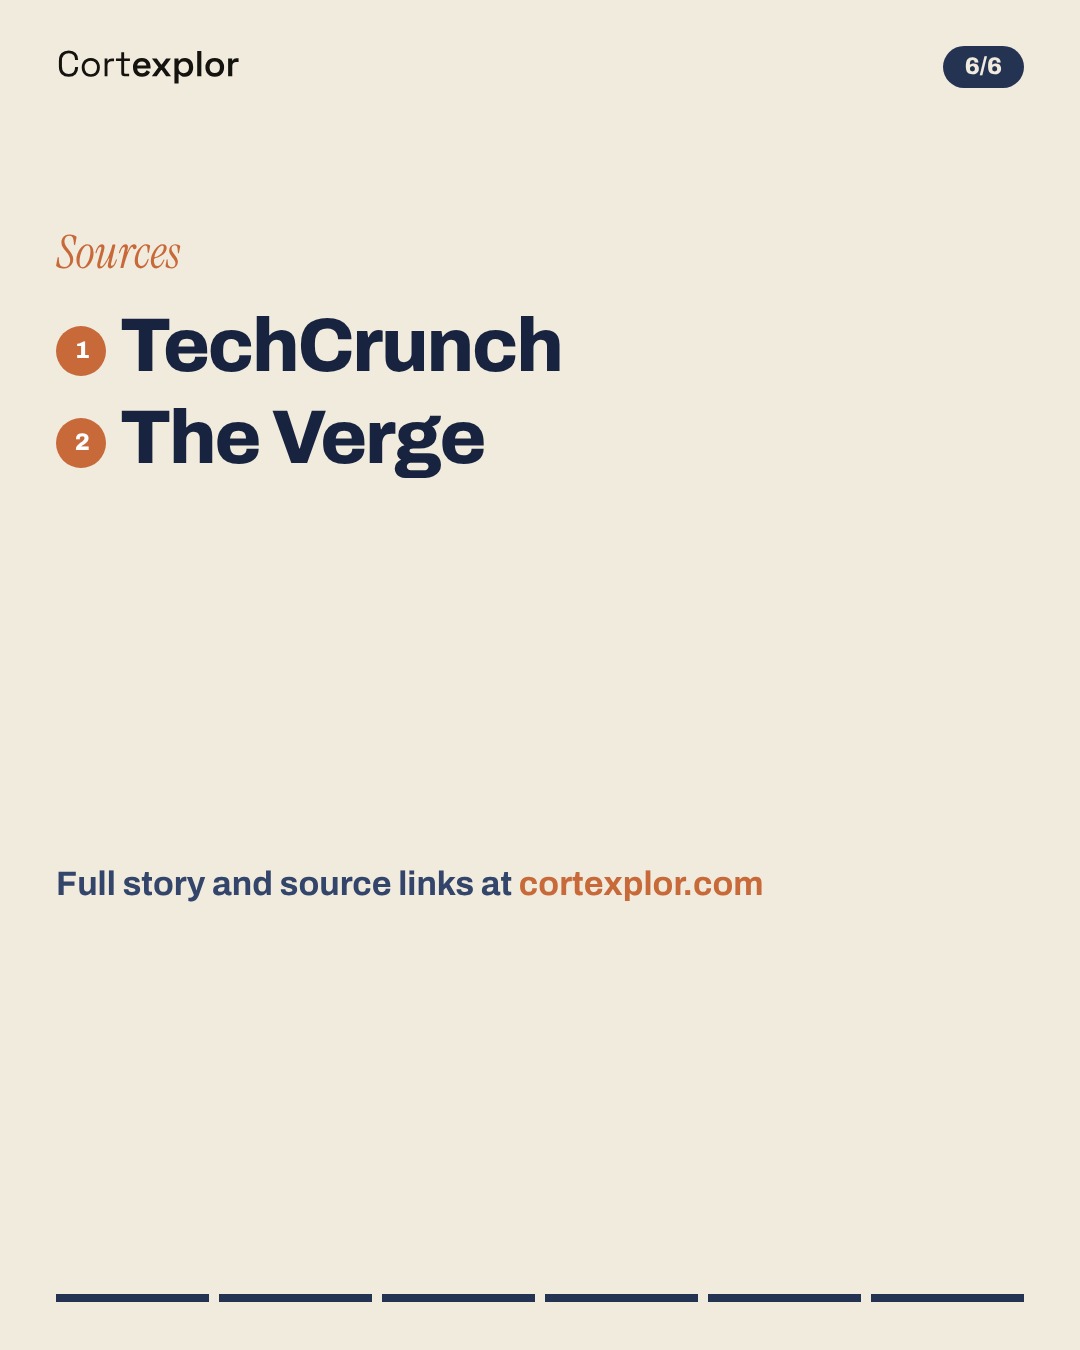 Cortexplor
6/6
Sources
1 TechCrunch
2 The Verge
Full story and source links at cortexplor.com